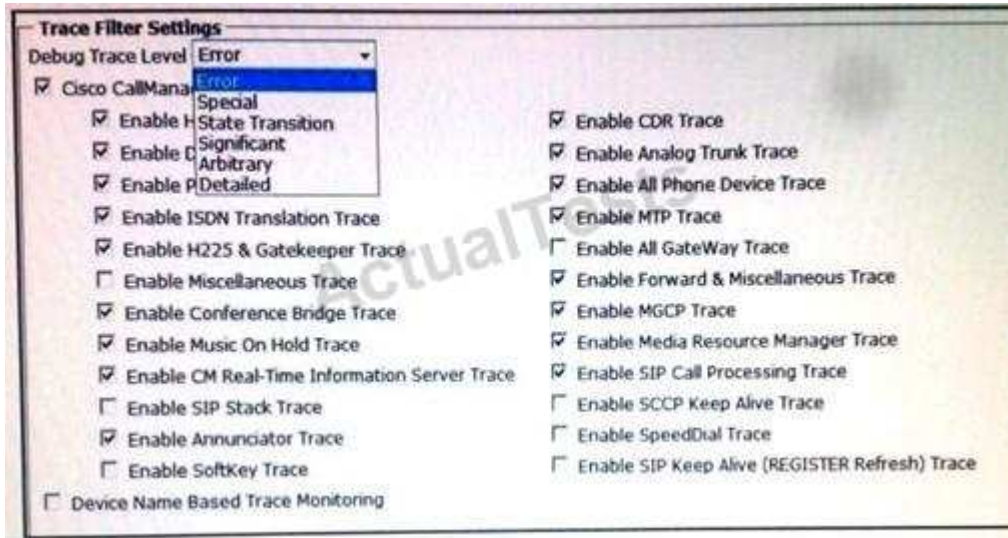 Trace Filter Settings
Debug Trace Level Error
Error
Cisco CallMana
Special
Enable H
State Transition
Enable CDR Trace
Significant
Enable D
Arbitrary
Enable Analog Trunk Trace
Enable P
Detailed
Enable All Phone Device Trace
Enable ISDN Translation Trace
Enable MTP Trace
Enable H225 & Gatekeeper Trace
Enable All GateWay Trace
Enable Miscellaneous Trace
Enable Forward & Miscellaneous Trace
Enable Conference Bridge Trace
Enable MGCP Trace
Enable Music On Hold Trace
Enable Media Resource Manager Trace
Enable CM Real-Time Information Server Trace
Enable SIP Call Processing Trace
Enable SIP Stack Trace
Enable SCCP Keep Alive Trace
Enable Annunciator Trace
Enable SpeedDial Trace
Enable SoftKey Trace
Enable SIP Keep Alive (REGISTER Refresh) Trace
Device Name Based Trace Monitoring
ActualTests